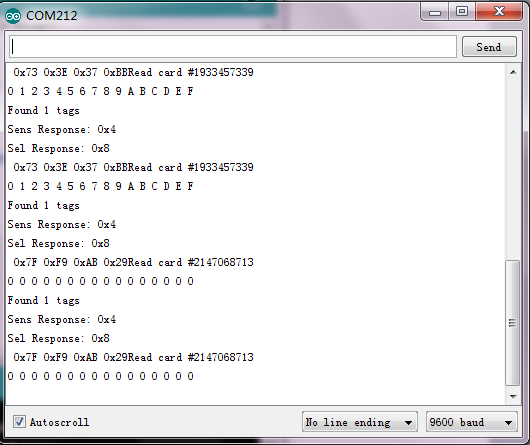 COM212
Send
0x73 0x3E 0x37 0xBBRead card #1933457339
0 1 2 3 4 5 6 7 8 9 A B C D E F
Found 1 tags
Sens Response: 0x4
Sel Response: 0x8
0x73 0x3E 0x37 0xBBRead card #1933457339
0 1 2 3 4 5 6 7 8 9 A B C D E F
Found 1 tags
Sens Response: 0x4
Sel Response: 0x8
0x7F 0xF9 0xAB 0x29Read card #2147068713
0 0 0 0 0 0 0 0 0 0 0 0 0 0 0 0
Found 1 tags
Sens Response: 0x4
Sel Response: 0x8
0x7F 0xF9 0xAB 0x29Read card #2147068713
0 0 0 0 0 0 0 0 0 0 0 0 0 0 0 0
Autoscroll
No line ending
9600 baud